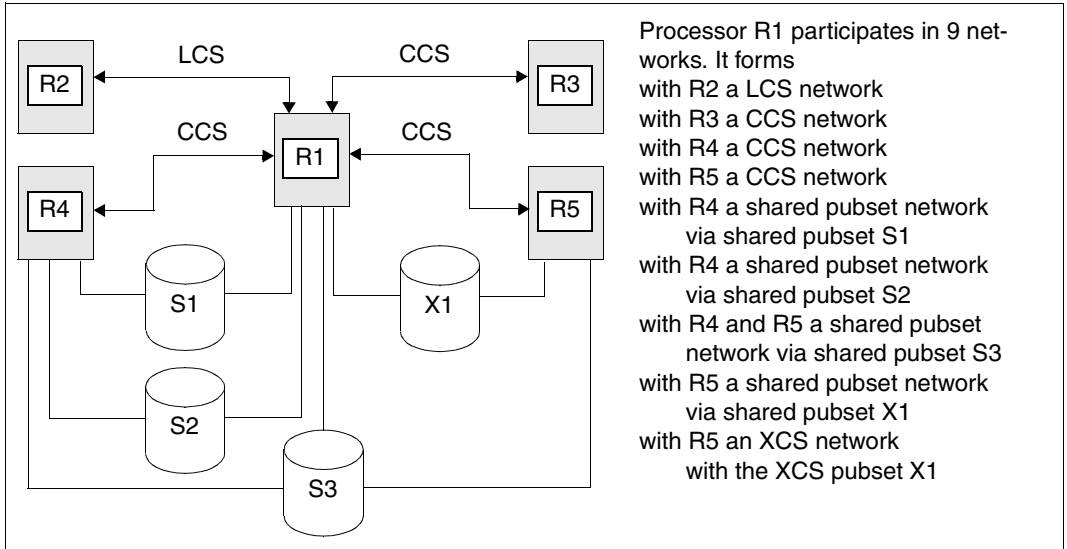 LCS
CCS
R2
R3
CCS
CCS
R1
R4
R5
S1
X1
S2
S3
Processor R1 participates in 9 net-
works. It forms
with R2 a LCS network
with R3 a CCS network
with R4 a CCS network
with R5 a CCS network
with R4 a shared pubset network
via shared pubset S1
with R4 a shared pubset network
via shared pubset S2
with R4 and R5 a shared pubset
network via shared pubset S3
with R5 a shared pubset network
via shared pubset X1
with R5 an XCS network
with the XCS pubset X1